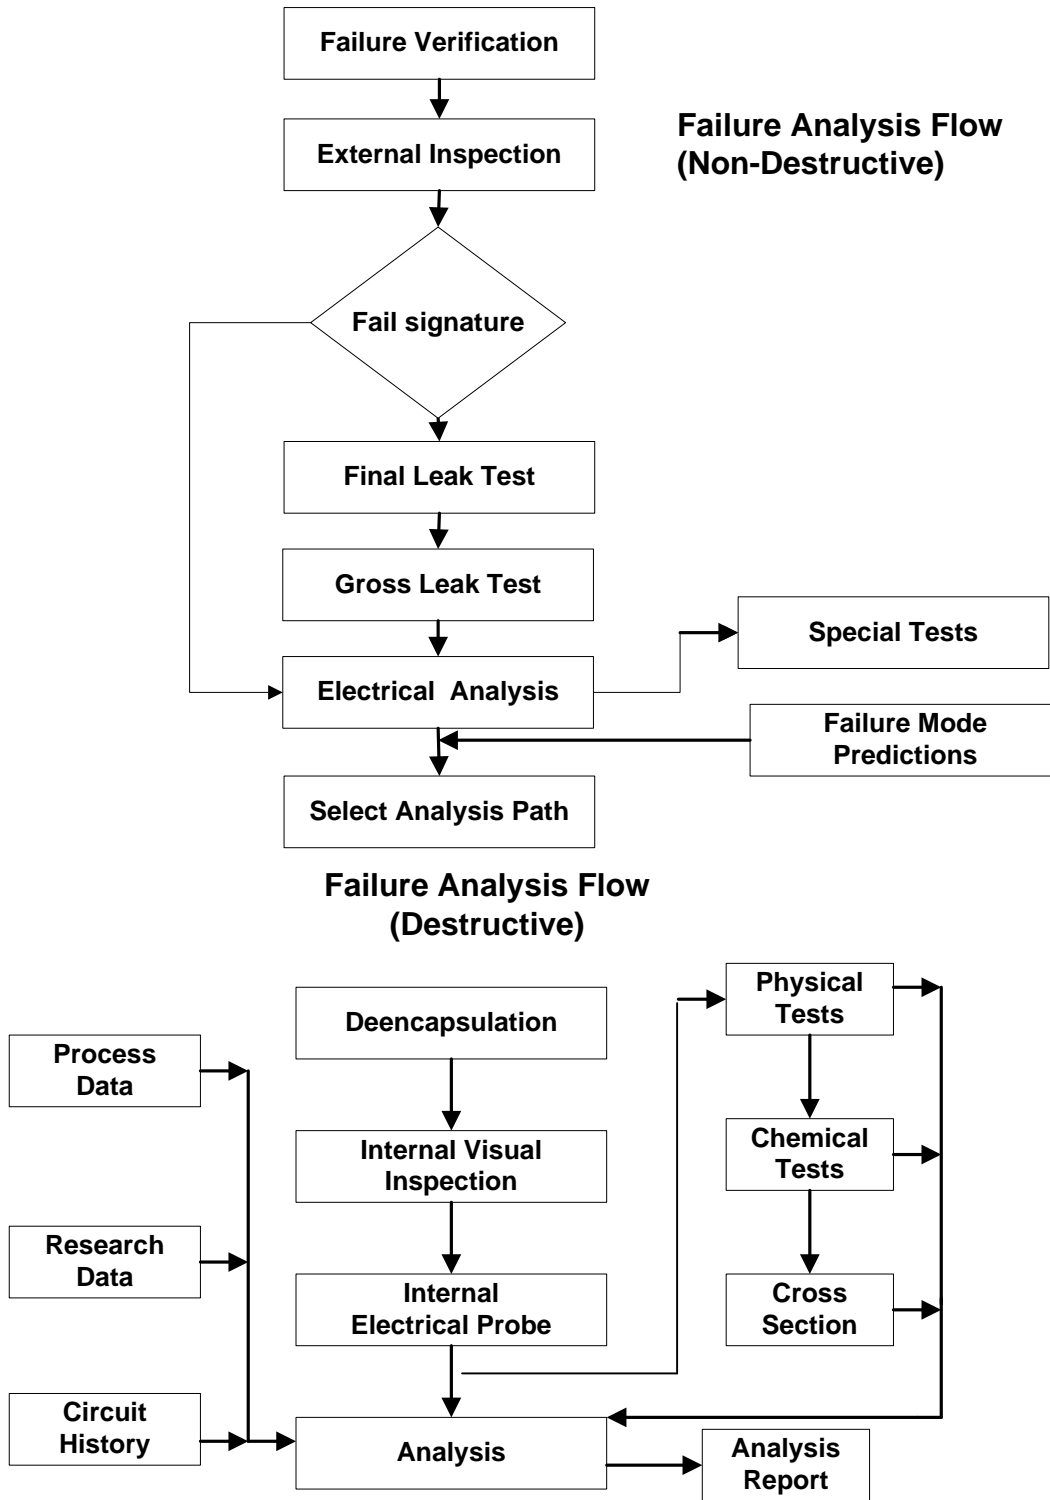 Failure Verification
Failure Analysis Flow
(Non-Destructive)
External Inspection
Fail signature
Final Leak Test
Gross Leak Test
Special Tests
Electrical Analysis
Failure Mode
Predictions
Select Analysis Path
Failure Analysis Flow
(Destructive)
Deencapsulation
Physical
Tests
Process
Data
Internal Visual
Inspection
Chemical
Tests
Research
Data
Internal
Electrical Probe
Cross
Section
Circuit
History
Analysis
Analysis
Report